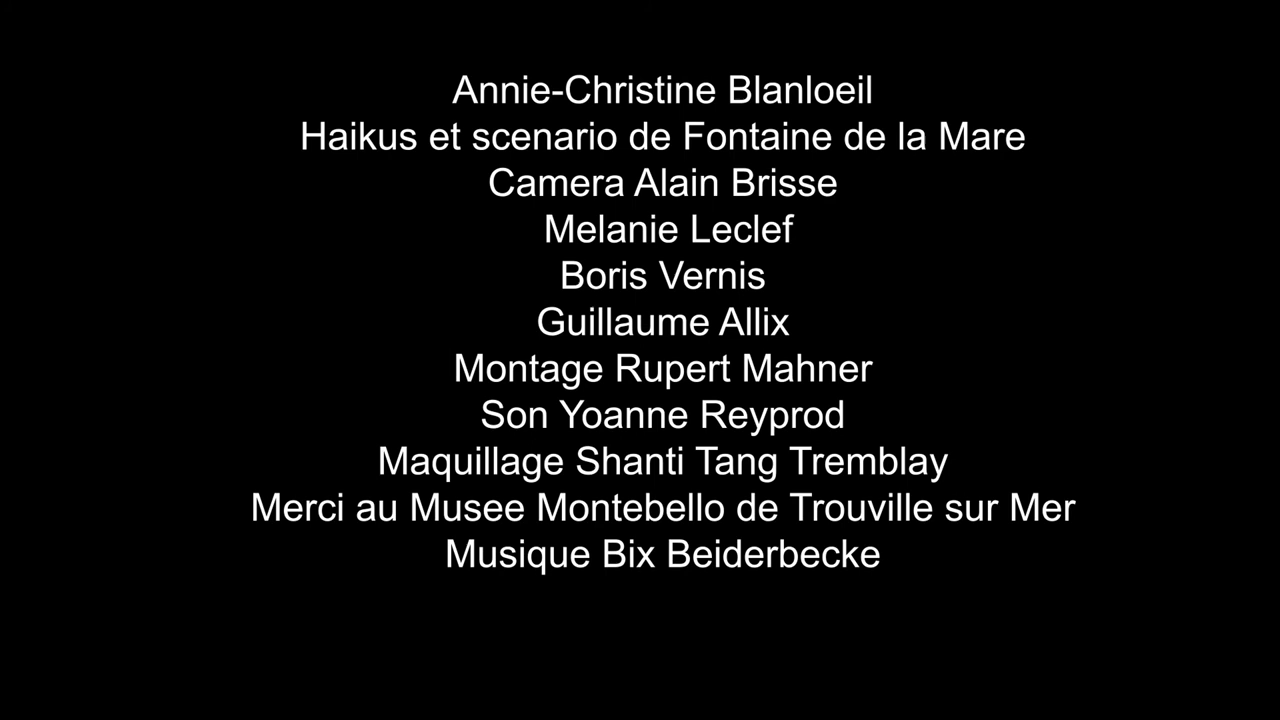 Annie-Christine Blanloeil
Haikus et scenario de Fontaine de la Mare
Camera Alain Brisse
Melanie Leclef
Boris Vernis
Guillaume Allix
Montage Rupert Mahner
Son Yoanne Reyprod
Maquillage Shanti Tang Tremblay
Merci au Musee Montebello de Trouville sur Mer
Musique Bix Beiderbecke